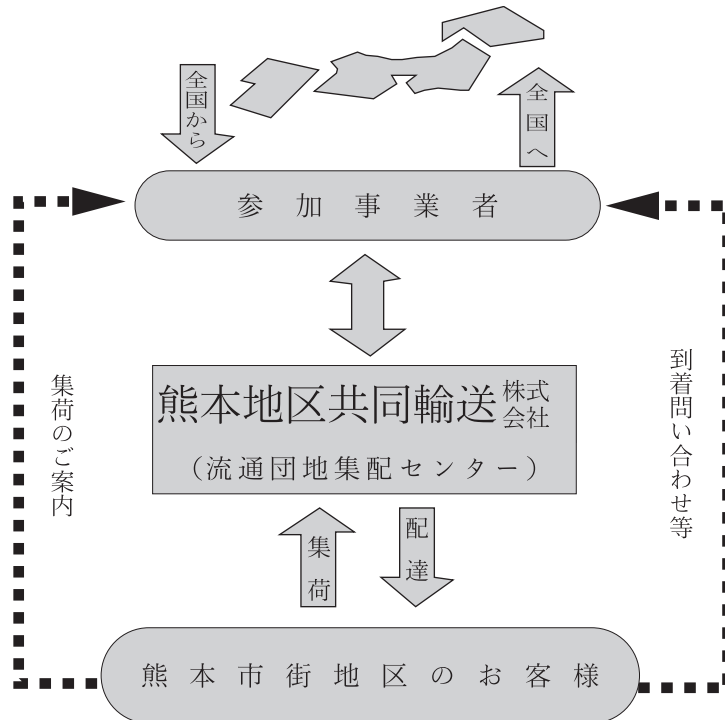 全国から
全国へ
参加事業者
熊本地区共同輸送株式会社
（流通団地集配センター）
集荷のご案内
到着問い合わせ等
集荷
配達
熊本市街地区のお客様